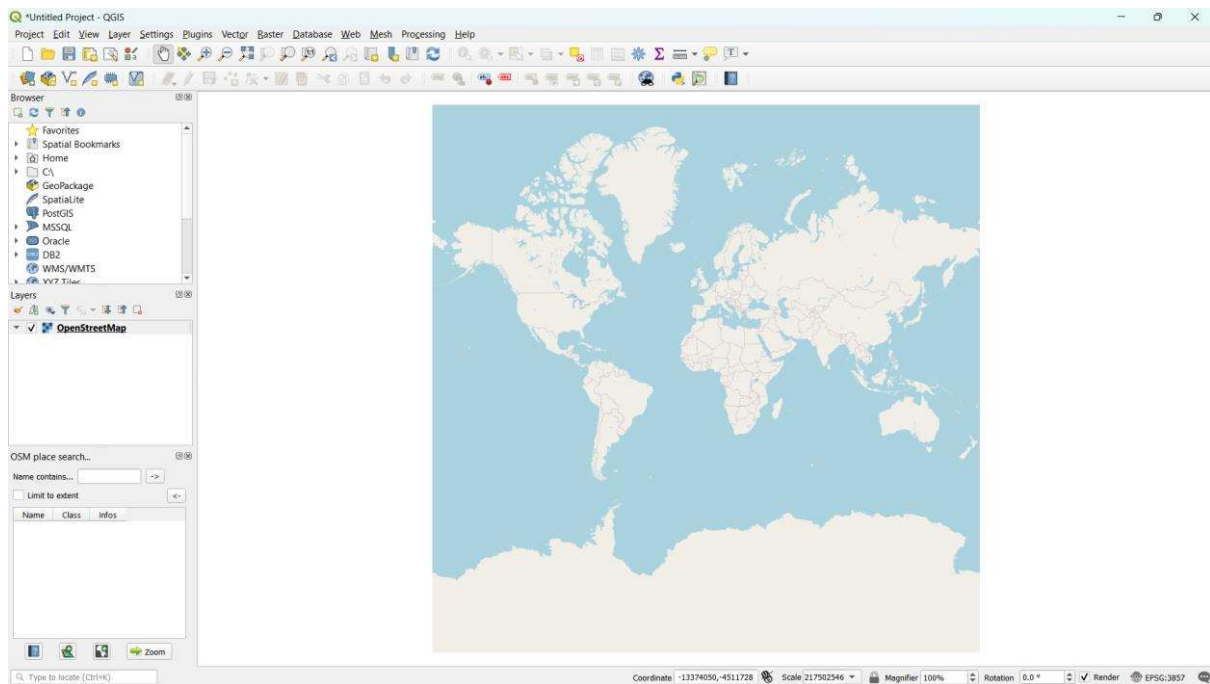 *Untitled Project - QGIS
Project Edit View Layer Settings Plugins Vector Raster Database Web Mesh Processing Help
Browser
Favorites
Spatial Bookmarks
Home
C:\
GeoPackage
SpatiaLite
PostGIS
MSSQL
Oracle
DB2
WMS/WMTS
XYZ Tiles
Layers
OpenStreetMap
OSM place search...
Name contains... ->
Limit to extent <-
Name Class Infos
Zoom
Type to locate (Ctrl+K) Coordinate -13374050,-4511728 Scale 217502546 Magnifier 100% Rotation 0.0 ° Render EPSG:3857